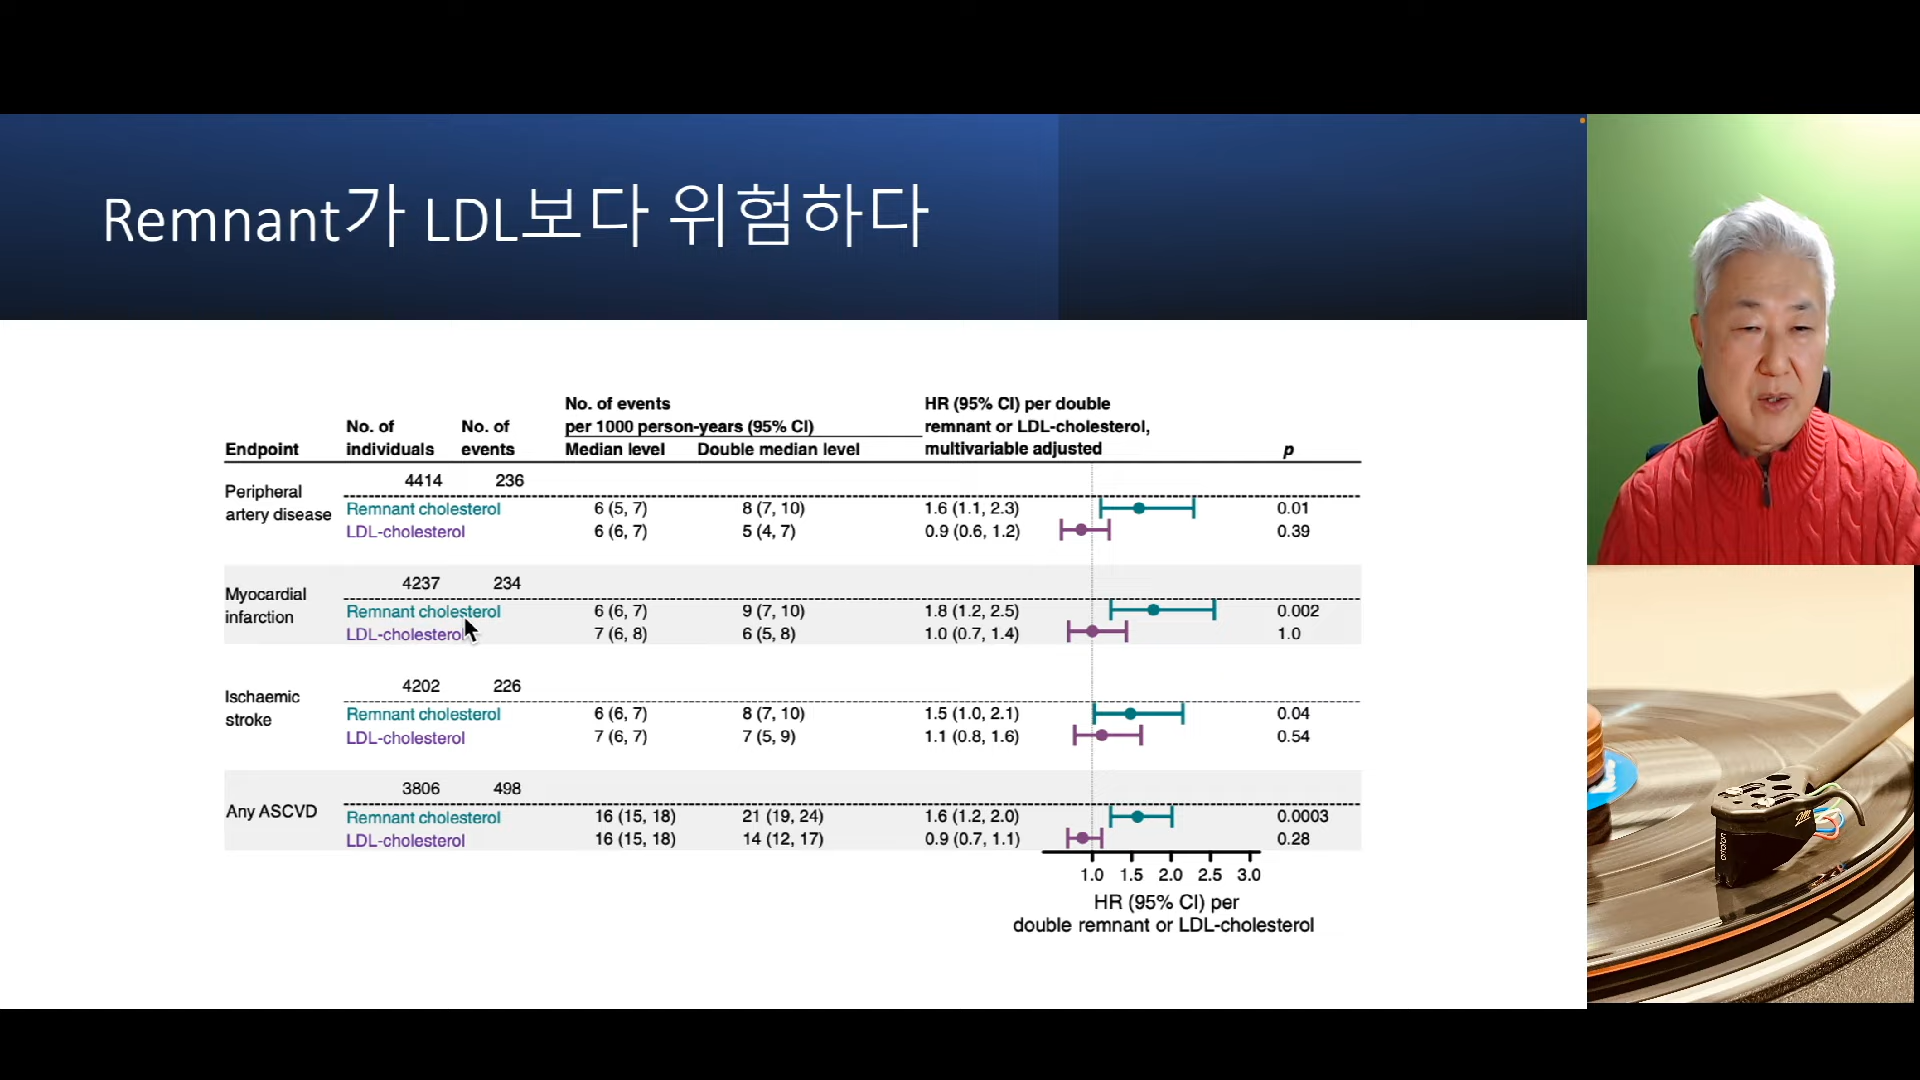 Remnant가 LDL보다 위험하다
No. of events
HR (95% CI) per double
No. of
No. of
per 1000 person-years (95% CI)
remnant or LDL-cholesterol,
Endpoint individuals events Median level Double median level multivariable adjusted p
Peripheral artery disease
4414 236
Remnant cholesterol 6 (5, 7) 8 (7, 10) 1.6 (1.1, 2.3) 0.01
LDL-cholesterol 6 (6, 7) 5 (4, 7) 0.9 (0.6, 1.2) 0.39
Myocardial infarction
4237 234
Remnant cholesterol 6 (6, 7) 9 (7, 10) 1.8 (1.2, 2.5) 0.002
LDL-cholesterol 7 (6, 8) 6 (5, 8) 1.0 (0.7, 1.4) 1.0
Ischaemic stroke
4202 226
Remnant cholesterol 6 (6, 7) 8 (7, 10) 1.5 (1.0, 2.1) 0.04
LDL-cholesterol 7 (6, 7) 7 (5, 9) 1.1 (0.8, 1.6) 0.54
Any ASCVD
3806 498
Remnant cholesterol 16 (15, 18) 21 (19, 24) 1.6 (1.2, 2.0) 0.0003
LDL-cholesterol 16 (15, 18) 14 (12, 17) 0.9 (0.7, 1.1) 0.28
1.0 1.5 2.0 2.5 3.0
HR (95% CI) per
double remnant or LDL-cholesterol
ortofon